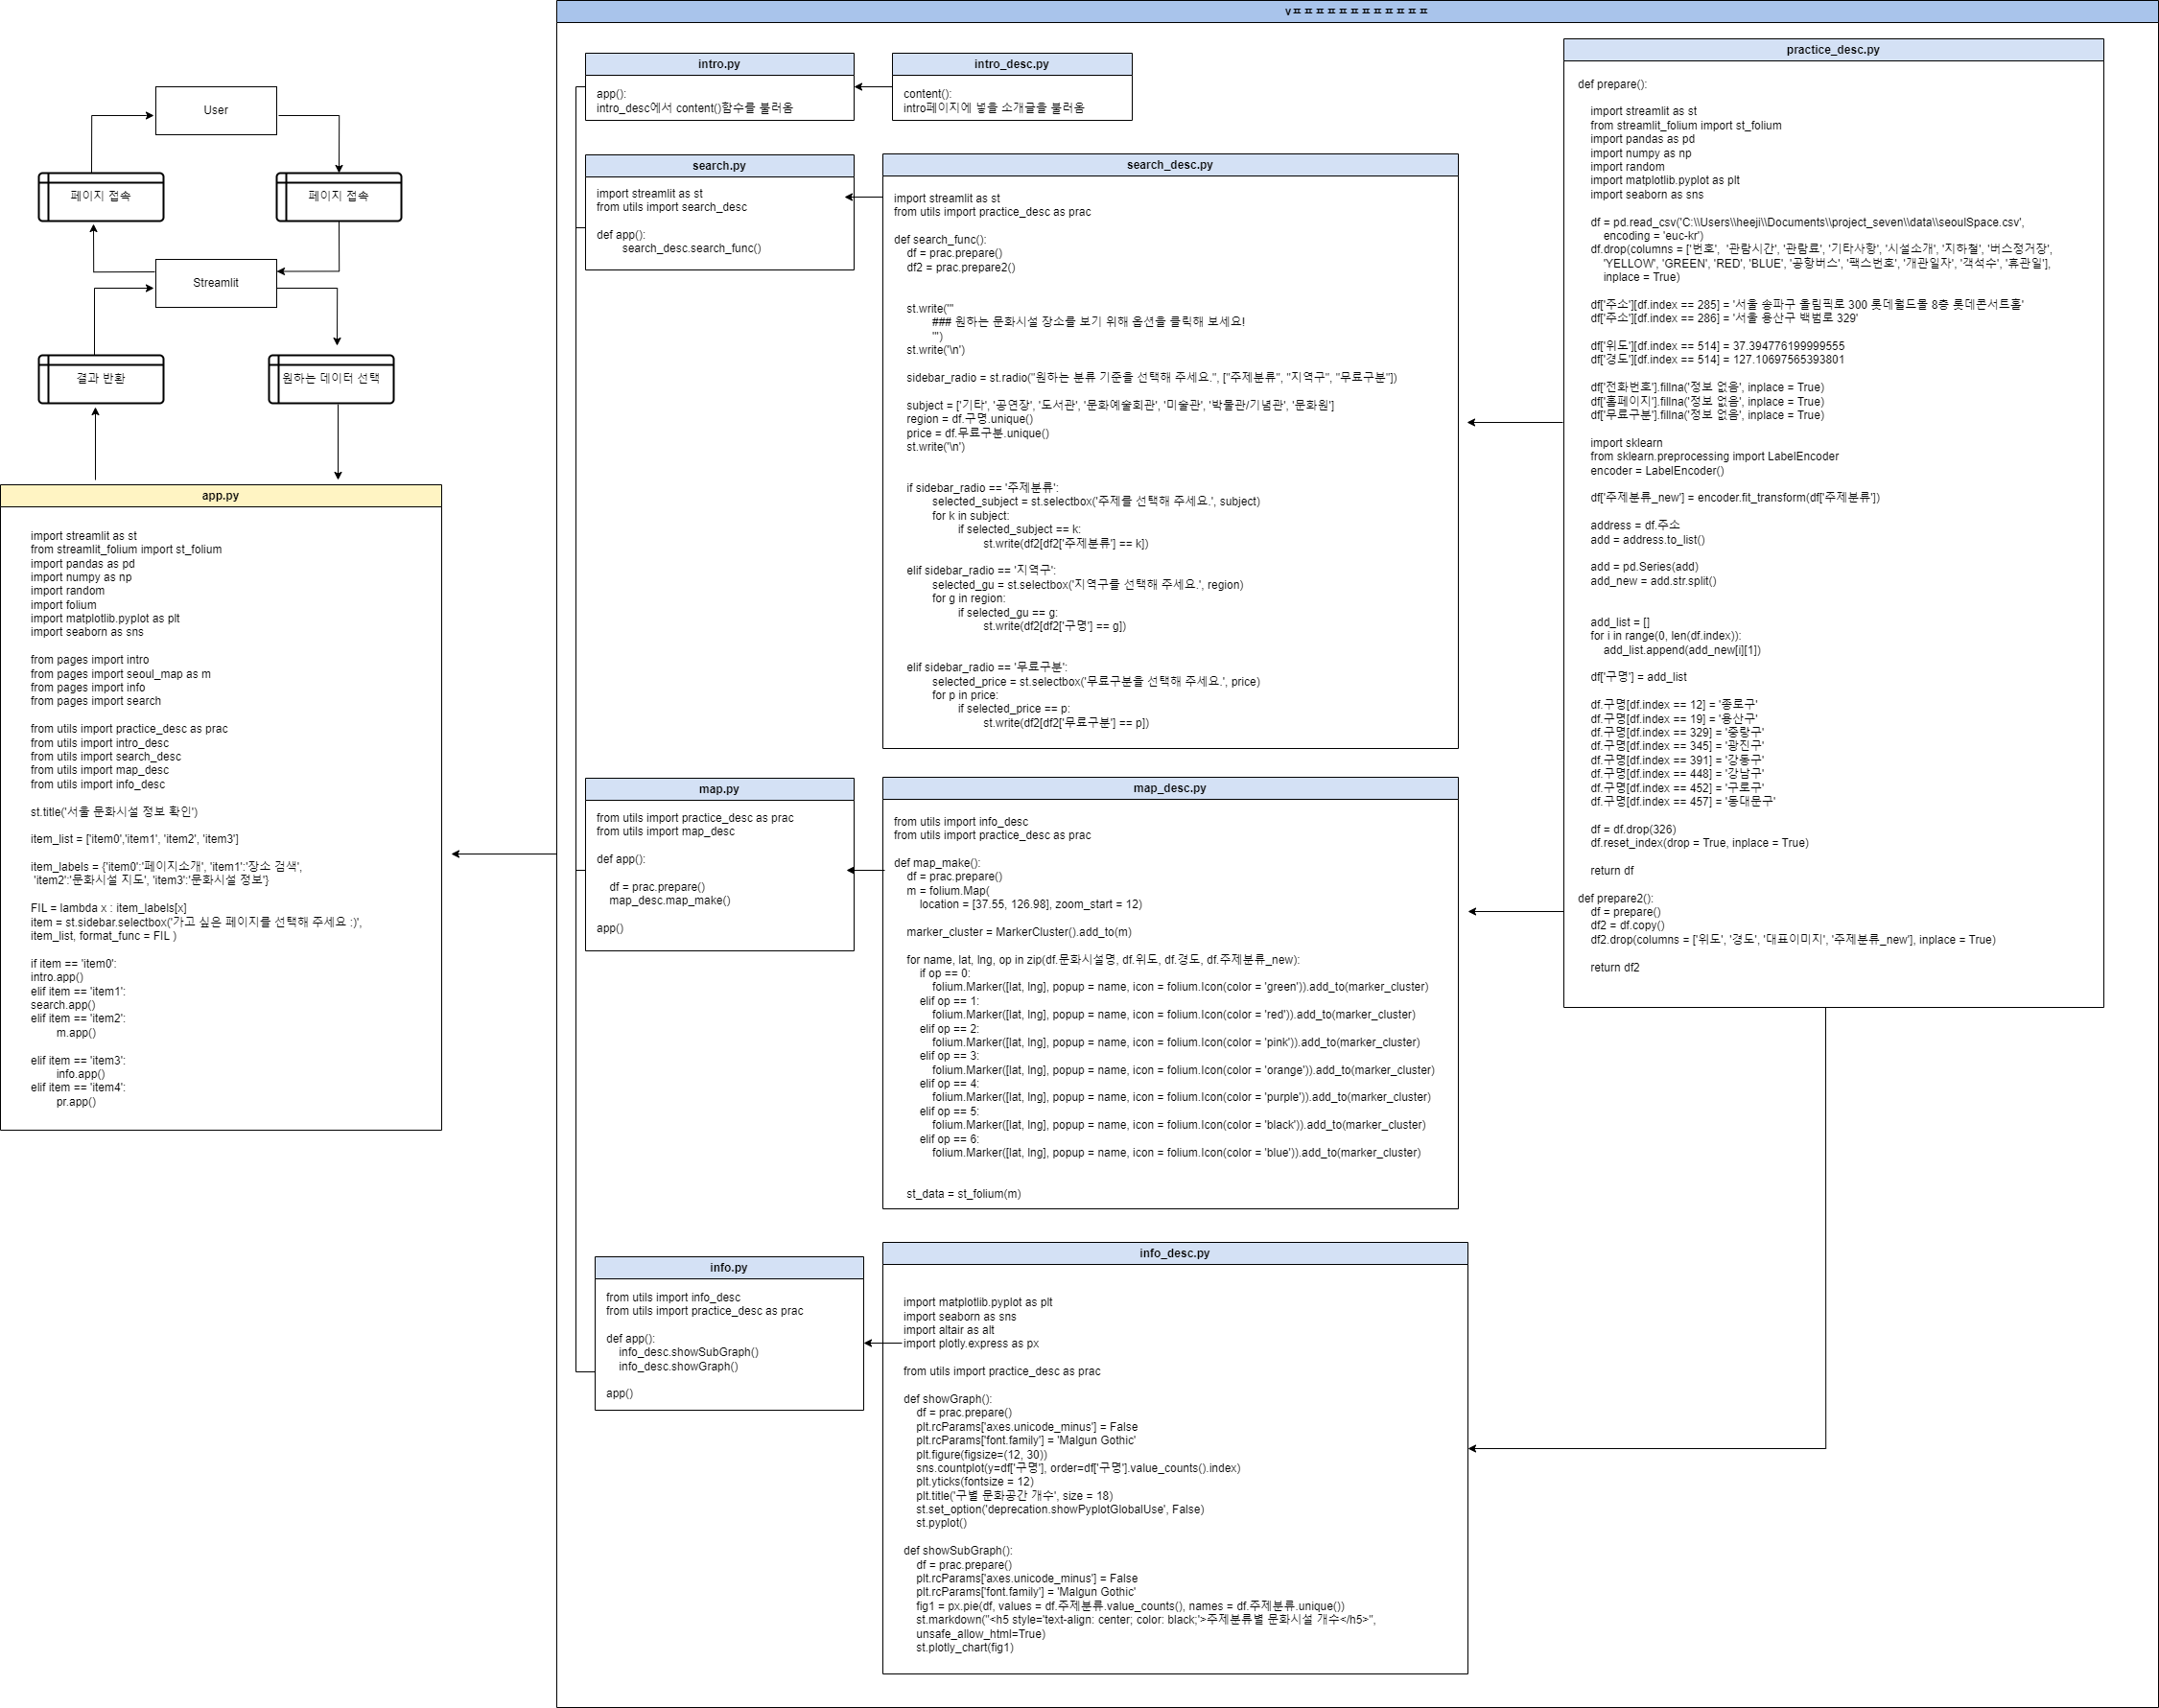 User
페이지 접속
페이지 접속
Streamlit
결과 반환
원하는 데이터 선택
app.py
import streamlit as st
from streamlit_folium import st_folium
import pandas as pd
import numpy as np
import random
import folium
import matplotlib.pyplot as plt
import seaborn as sns
from pages import intro
from pages import seoul_map as m
from pages import info
from pages import search
from utils import practice_desc as prac
from utils import intro_desc
from utils import search_desc
from utils import map_desc
from utils import info_desc
st.title('서울 문화시설 정보 확인')
item_list = ['item0','item1', 'item2', 'item3']
item_labels = {'item0':'페이지소개', 'item1':'장소 검색',
'item2':'문화시설 지도', 'item3':'문화시설 정보'}
FIL = lambda x : item_labels[x]
item = st.sidebar.selectbox('가고 싶은 페이지를 선택해 주세요 :)',
item_list, format_func = FIL )
if item == 'item0':
intro.app()
elif item == 'item1':
search.app()
elif item == 'item2':
m.app()
elif item == 'item3':
info.app()
elif item == 'item4':
pr.app()
intro.py
app():
intro_desc에서 content()함수를 불러옴
intro_desc.py
content():
intro페이지에 넣을 소개글을 불러옴
search.py
import streamlit as st
from utils import search_desc
def app():
search_desc.search_func()
search_desc.py
import streamlit as st
from utils import practice_desc as prac
def search_func():
df = prac.prepare()
df2 = prac.prepare2()
st.write('''
### 원하는 문화시설 장소를 보기 위해 옵션을 클릭해 보세요!
''')
st.write('\n')
sidebar_radio = st.radio("원하는 분류 기준을 선택해 주세요.", ["주제분류", "지역구", "무료구분"])
subject = ['기타', '공연장', '도서관', '문화예술회관', '미술관', '박물관/기념관', '문화원']
region = df.구명.unique()
price = df.무료구분.unique()
st.write('\n')
if sidebar_radio == '주제분류':
selected_subject = st.selectbox('주제를 선택해 주세요.', subject)
for k in subject:
if selected_subject == k:
st.write(df2[df2['주제분류'] == k])
elif sidebar_radio == '지역구':
selected_gu = st.selectbox('지역구를 선택해 주세요.', region)
for g in region:
if selected_gu == g:
st.write(df2[df2['구명'] == g])
elif sidebar_radio == '무료구분':
selected_price = st.selectbox('무료구분을 선택해 주세요.', price)
for p in price:
if selected_price == p:
st.write(df2[df2['무료구분'] == p])
map.py
from utils import practice_desc as prac
from utils import map_desc
def app():
df = prac.prepare()
map_desc.map_make()
app()
map_desc.py
from utils import info_desc
from utils import practice_desc as prac
def map_make():
df = prac.prepare()
m = folium.Map(
location = [37.55, 126.98], zoom_start = 12)
marker_cluster = MarkerCluster().add_to(m)
for name, lat, lng, op in zip(df.문화시설명, df.위도, df.경도, df.주제분류_new):
if op == 0:
folium.Marker([lat, lng], popup = name, icon = folium.Icon(color = 'green')).add_to(marker_cluster)
elif op == 1:
folium.Marker([lat, lng], popup = name, icon = folium.Icon(color = 'red')).add_to(marker_cluster)
elif op == 2:
folium.Marker([lat, lng], popup = name, icon = folium.Icon(color = 'pink')).add_to(marker_cluster)
elif op == 3:
folium.Marker([lat, lng], popup = name, icon = folium.Icon(color = 'orange')).add_to(marker_cluster)
elif op == 4:
folium.Marker([lat, lng], popup = name, icon = folium.Icon(color = 'purple')).add_to(marker_cluster)
elif op == 5:
folium.Marker([lat, lng], popup = name, icon = folium.Icon(color = 'black')).add_to(marker_cluster)
elif op == 6:
folium.Marker([lat, lng], popup = name, icon = folium.Icon(color = 'blue')).add_to(marker_cluster)
st_data = st_folium(m)
info.py
from utils import info_desc
from utils import practice_desc as prac
def app():
info_desc.showSubGraph()
info_desc.showGraph()
app()
info_desc.py
import matplotlib.pyplot as plt
import seaborn as sns
import altair as alt
import plotly.express as px
from utils import practice_desc as prac
def showGraph():
df = prac.prepare()
plt.rcParams['axes.unicode_minus'] = False
plt.rcParams['font.family'] = 'Malgun Gothic'
plt.figure(figsize=(12, 30))
sns.countplot(y=df['구명'], order=df['구명'].value_counts().index)
plt.yticks(fontsize = 12)
plt.title('구별 문화공간 개수', size = 18)
st.set_option('deprecation.showPyplotGlobalUse', False)
st.pyplot()
def showSubGraph():
df = prac.prepare()
plt.rcParams['axes.unicode_minus'] = False
plt.rcParams['font.family'] = 'Malgun Gothic'
fig1 = px.pie(df, values = df.주제분류.value_counts(), names = df.주제분류.unique())
st.markdown("<h5 style='text-align: center; color: black;'>주제분류별 문화시설 개수</h5>",
unsafe_allow_html=True)
st.plotly_chart(fig1)
practice_desc.py
def prepare():
import streamlit as st
from streamlit_folium import st_folium
import pandas as pd
import numpy as np
import random
import matplotlib.pyplot as plt
import seaborn as sns
df = pd.read_csv('C:\\Users\\heeji\\Documents\\project_seven\\data\\seoulSpace.csv',
encoding = 'euc-kr')
df.drop(columns = ['번호', '관람시간', '관람료', '기타사항', '시설소개', '지하철', '버스정거장',
'YELLOW', 'GREEN', 'RED', 'BLUE', '공항버스', '팩스번호', '개관일자', '객석수', '휴관일'],
inplace = True)
df['주소'][df.index == 285] = '서울 송파구 올림픽로 300 롯데월드몰 8층 롯데콘서트홀'
df['주소'][df.index == 286] = '서울 용산구 백범로 329'
df['위도'][df.index == 514] = 37.394776199999555
df['경도'][df.index == 514] = 127.10697565393801
df['전화번호'].fillna('정보 없음', inplace = True)
df['홈페이지'].fillna('정보 없음', inplace = True)
df['무료구분'].fillna('정보 없음', inplace = True)
import sklearn
from sklearn.preprocessing import LabelEncoder
encoder = LabelEncoder()
df['주제분류_new'] = encoder.fit_transform(df['주제분류'])
address = df.주소
add = address.to_list()
add = pd.Series(add)
add_new = add.str.split()
add_list = []
for i in range(0, len(df.index)):
add_list.append(add_new[i][1])
df['구명'] = add_list
df.구명[df.index == 12] = '종로구'
df.구명[df.index == 19] = '용산구'
df.구명[df.index == 329] = '중랑구'
df.구명[df.index == 345] = '광진구'
df.구명[df.index == 391] = '강동구'
df.구명[df.index == 448] = '강남구'
df.구명[df.index == 452] = '구로구'
df.구명[df.index == 457] = '동대문구'
df = df.drop(326)
df.reset_index(drop = True, inplace = True)
return df
def prepare2():
df = prepare()
df2 = df.copy()
df2.drop(columns = ['위도', '경도', '대표이미지', '주제분류_new'], inplace = True)
return df2